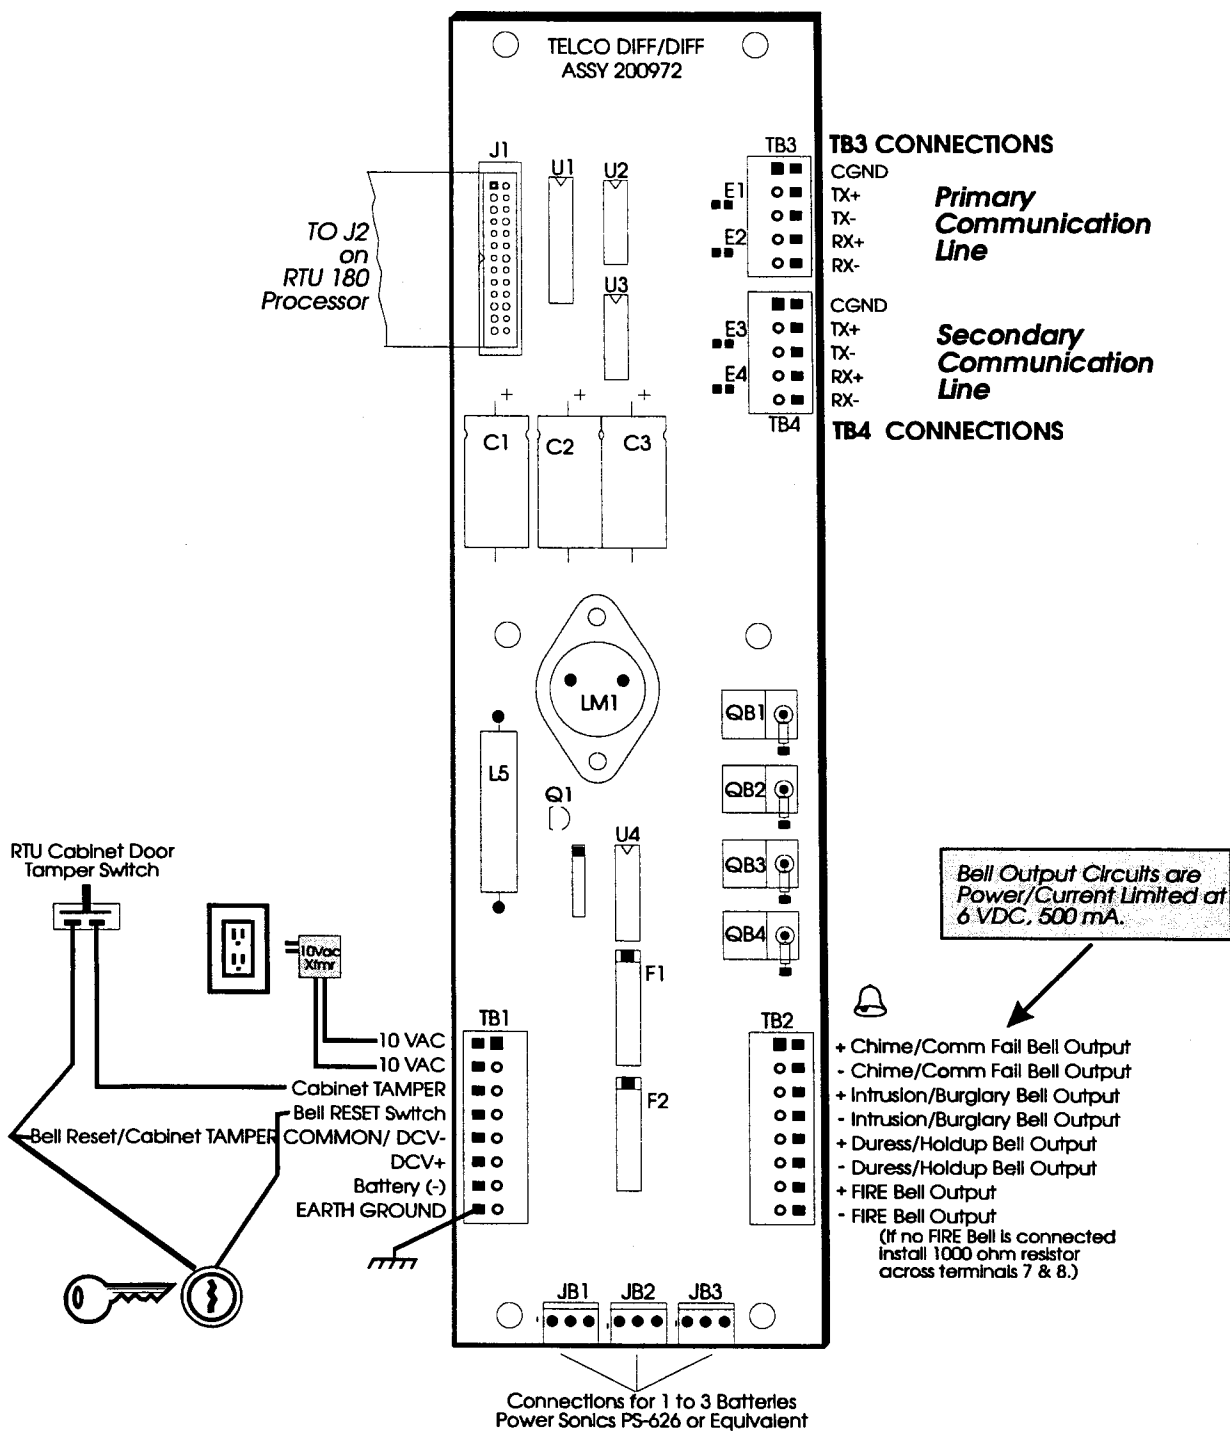 TELCO DIFF/DIFF
ASSY 200972
TB3
TB3 CONNECTIONS
J1
U1
U2
E1
E2
CGND
TX+
TX-
RX+
RX-
Primary
Communication
Line
TO J2
on
RTU 180
Processor
U3
E3
E4
CGND
TX+
TX-
RX+
RX-
Secondary
Communication
Line
TB4
TB4 CONNECTIONS
+
+
+
C1
C2
C3
LM1
QB1
L5
Q1
QB2
U4
QB3
QB4
RTU Cabinet Door
Tamper Switch
10Vac
Xfmr
Bell Output Circuits are
Power/Current Limited at
6 VDC, 500 mA.
F1
F2
TB1
TB2
10 VAC
10 VAC
Cabinet TAMPER
Bell RESET Switch
Bell Reset/Cabinet TAMPER COMMON/ DCV-
DCV+
Battery (-)
EARTH GROUND
+ Chime/Comm Fail Bell Output
- Chime/Comm Fail Bell Output
+ Intrusion/Burglary Bell Output
- Intrusion/Burglary Bell Output
+ Duress/Holdup Bell Output
- Duress/Holdup Bell Output
+ FIRE Bell Output
- FIRE Bell Output
(If no FIRE Bell is connected
install 1000 ohm resistor
across terminals 7 & 8.)
JB1
JB2
JB3
Connections for 1 to 3 Batteries
Power Sonics PS-626 or Equivalent